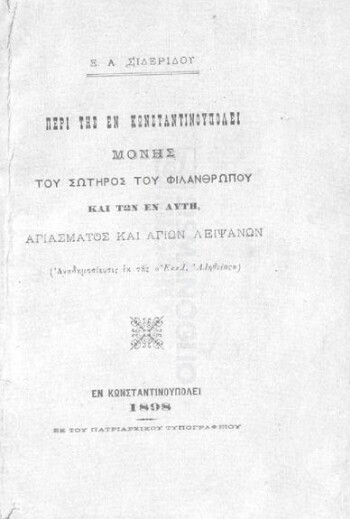 Ξ. Α. ΣΙΔΕΡΙΔΟΥ
ΠΕΡΙ ΤΗΣ ΕΝ ΚΩΝΣΤΑΝΤΙΝΟΥΠΟΛΕΙ
ΜΟΝΗΣ
ΤΟΥ ΣΩΤΗΡΟΣ ΤΟΥ ΦΙΛΑΝΘΡΩΠΟΥ
ΚΑΙ ΤΩΝ ΕΝ ΑΥΤΗ,
ΑΓΙΑΣΜΑΤΟΣ ΚΑΙ ΑΓΙΩΝ ΛΕΙΨΑΝΩΝ
(Ἀναδημοσίευσις ἐκ τῆς «Ἐκκλ. Ἀληθείας»)
ΕΝ ΚΩΝΣΤΑΝΤΙΝΟΥΠΟΛΕΙ
1898
ΕΚ ΤΟΥ ΠΑΤΡΙΑΡΧΙΚΟΥ ΤΥΠΟΓΡΑΦΕΙΟΥ